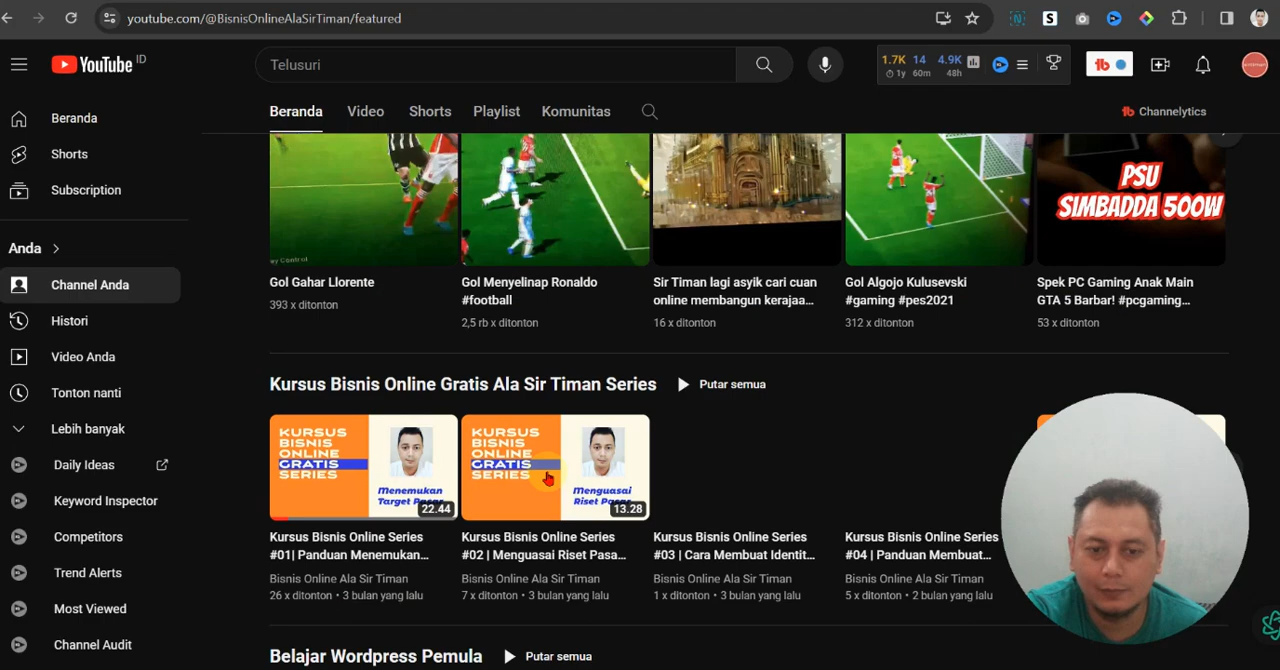 youtube.com/@BisnisOnlineAlaSirTiman/featured
YouTube ID
Telusuri
1.7K 14 4.9K
1y 60m 48h
Beranda Video Shorts Playlist Komunitas
Channelytics
Beranda
Shorts
Subscription
Anda
Channel Anda
Histori
Video Anda
Tonton nanti
Lebih banyak
Daily Ideas
Keyword Inspector
Competitors
Trend Alerts
Most Viewed
Channel Audit
PSU
SIMBADDA 500W
Gol Gahar Llorente
393 x ditonton
Gol Menyelinap Ronaldo
#football
2,5 rb x ditonton
Sir Timan lagi asyik cari cuan
online membangun kerajaa...
16 x ditonton
Gol Algojo Kulusevski
#gaming #pes2021
312 x ditonton
Spek PC Gaming Anak Main
GTA 5 Barbar! #pcgaming...
53 x ditonton
Kursus Bisnis Online Gratis Ala Sir Timan Series
Putar semua
KURSUS
BISNIS
ONLINE
GRATIS
SERIES
Menemukan
Target Pasar
22.44
KURSUS
BISNIS
ONLINE
GRATIS
SERIES
Menguasai
Riset Pasar
13.28
Kursus Bisnis Online Series
#01| Panduan Menemukan...
Bisnis Online Ala Sir Timan
26 x ditonton • 3 bulan yang lalu
Kursus Bisnis Online Series
#02 | Menguasai Riset Pasa...
Bisnis Online Ala Sir Timan
7 x ditonton • 3 bulan yang lalu
Kursus Bisnis Online Series
#03 | Cara Membuat Identit...
Bisnis Online Ala Sir Timan
1 x ditonton • 3 bulan yang lalu
Kursus Bisnis Online Series
#04 | Panduan Membuat...
Bisnis Online Ala Sir Timan
5 x ditonton • 2 bulan yang lalu
Belajar Wordpress Pemula
Putar semua